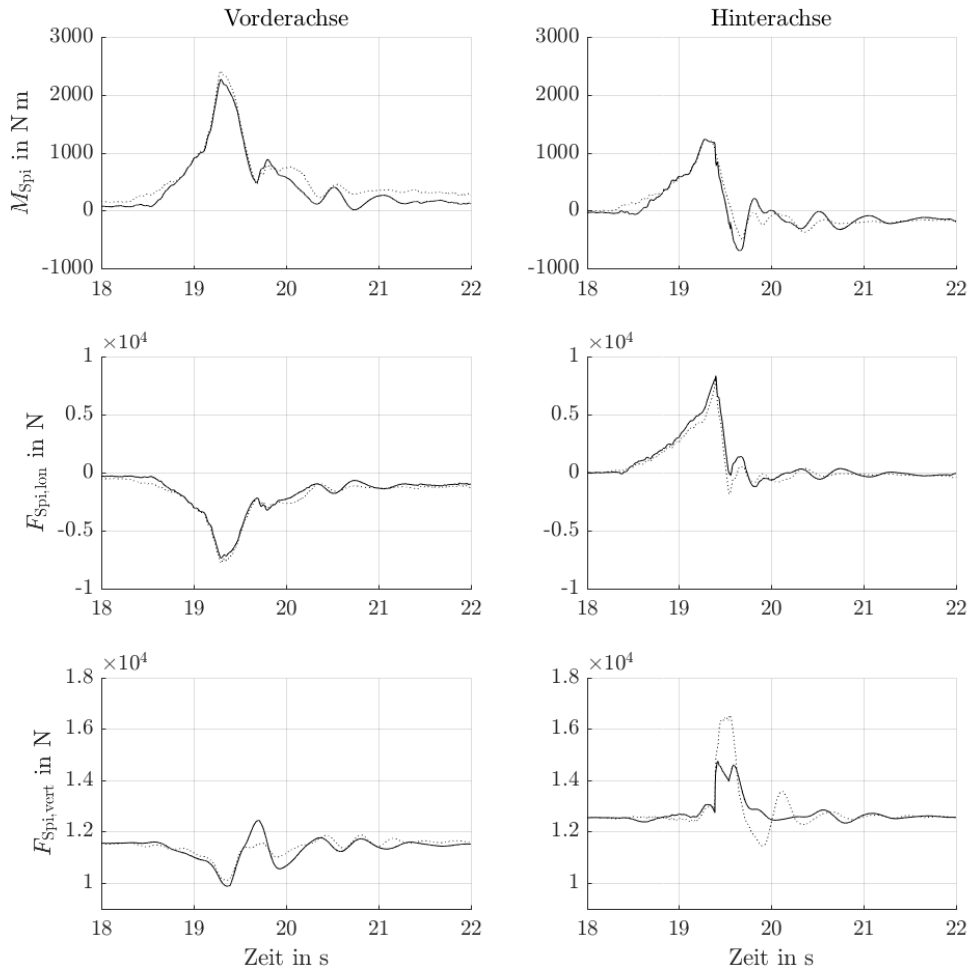 Vorderachse
3000
2000
1000
0
-1000
M_Spi in N m
18 19 20 21 22
Hinterachse
3000
2000
1000
0
-1000
18 19 20 21 22
×10^4
1
0.5
0
-0.5
-1
F_Spi,lon in N
18 19 20 21 22
×10^4
1
0.5
0
-0.5
-1
18 19 20 21 22
×10^4
1.8
1.6
1.4
1.2
1
F_Spi,vert in N
18 19 20 21 22
Zeit in s
×10^4
1.8
1.6
1.4
1.2
1
18 19 20 21 22
Zeit in s